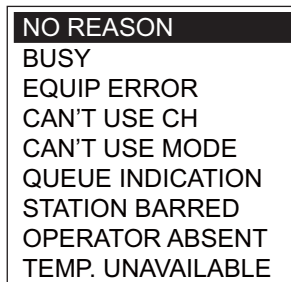 NO REASON
BUSY
EQUIP ERROR
CAN’T USE CH
CAN’T USE MODE
QUEUE INDICATION
STATION BARRED
OPERATOR ABSENT
TEMP. UNAVAILABLE